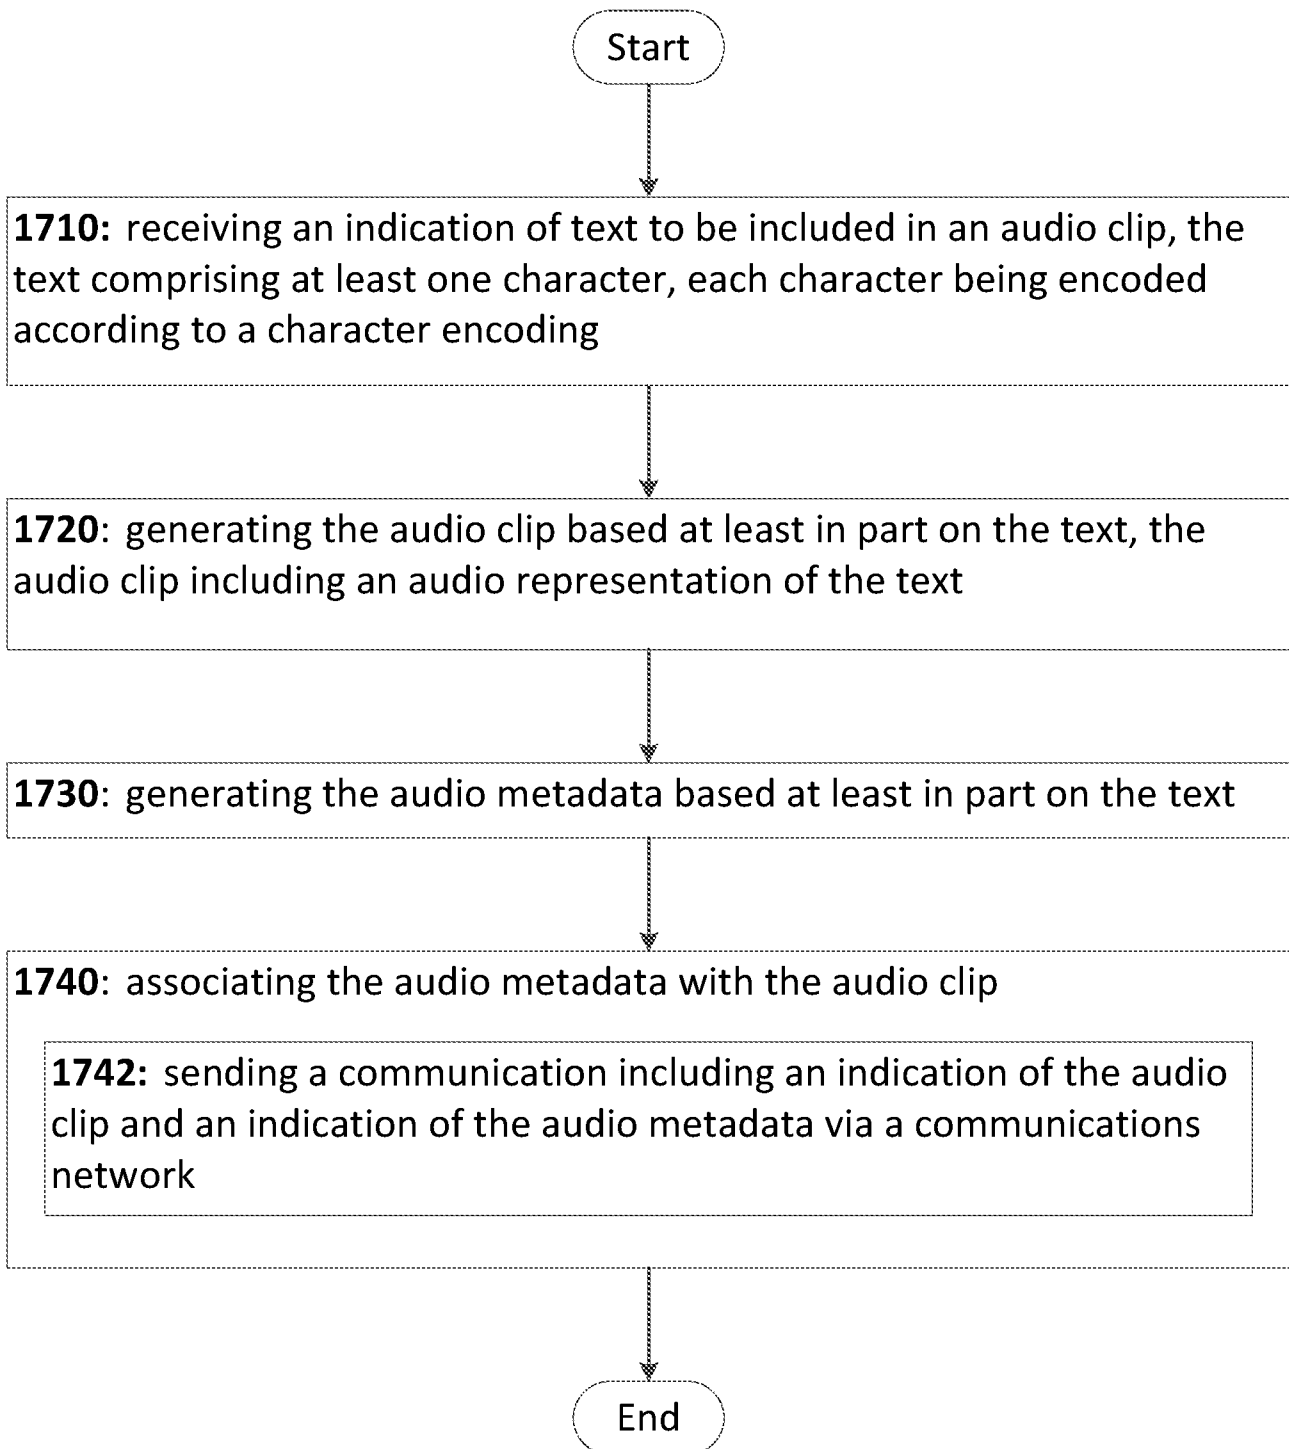 Start
1710: receiving an indication of text to be included in an audio clip, the
text comprising at least one character, each character being encoded
according to a character encoding
1720: generating the audio clip based at least in part on the text, the
audio clip including an audio representation of the text
1730: generating the audio metadata based at least in part on the text
1740: associating the audio metadata with the audio clip
1742: sending a communication including an indication of the audio
clip and an indication of the audio metadata via a communications
network
End